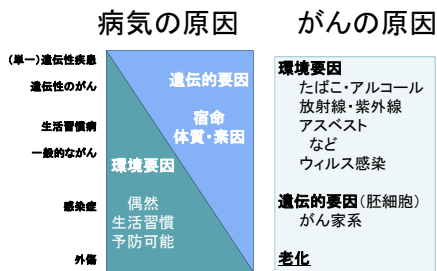 病気の原因
(単一)遺伝性疾患
遺伝性のがん
生活習慣病
一般的ながん
感染症
外傷
遺伝的要因
宿命
体質・素因
環境要因
偶然
生活習慣
予防可能
がんの原因
環境要因
たばこ・アルコール
放射線・紫外線
アスベスト
など
ウィルス感染
遺伝的要因(胚細胞)
がん家系
老化